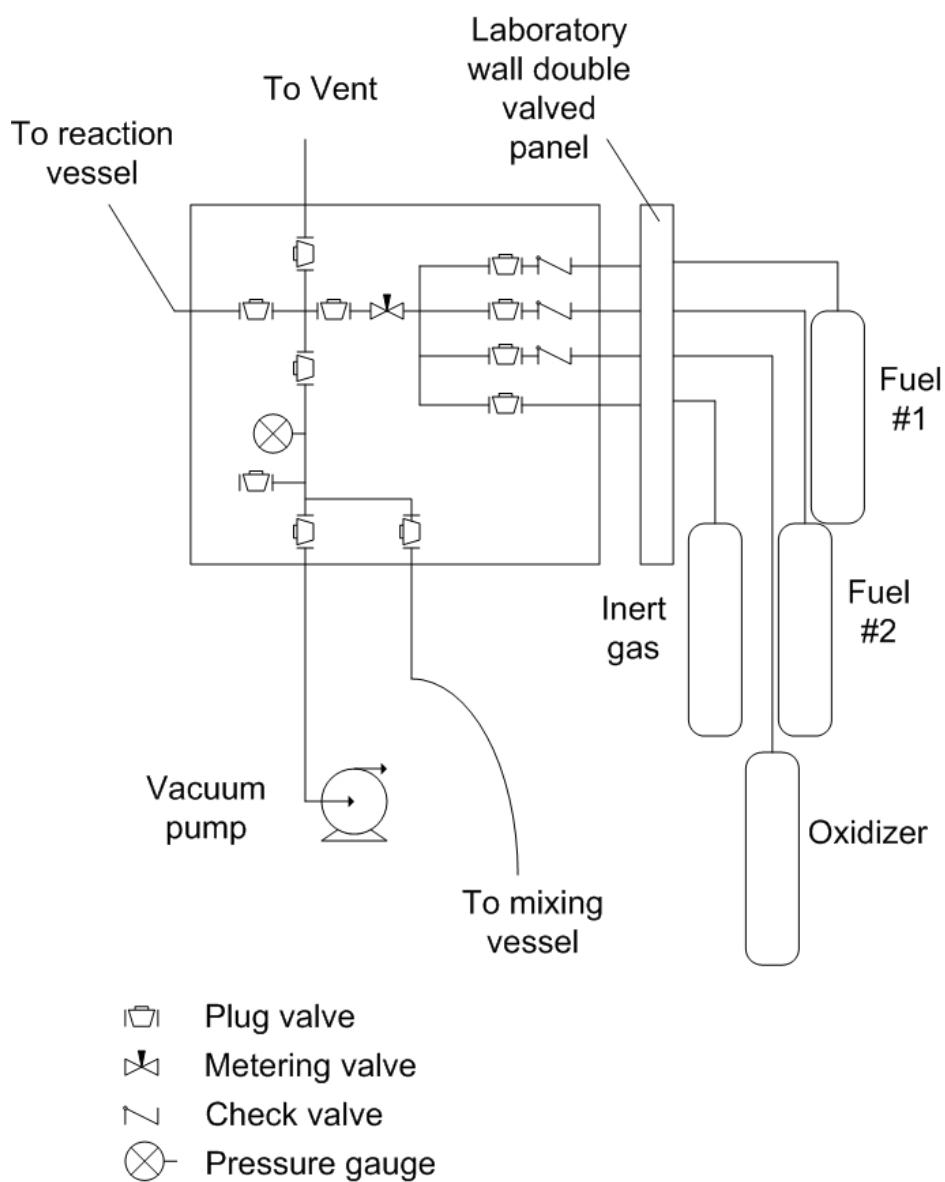 Laboratory
wall double
valved
panel
To Vent
To reaction
vessel
Fuel
#1
Inert
gas
Fuel
#2
Vacuum
pump
Oxidizer
To mixing
vessel
Plug valve
Metering valve
Check valve
Pressure gauge